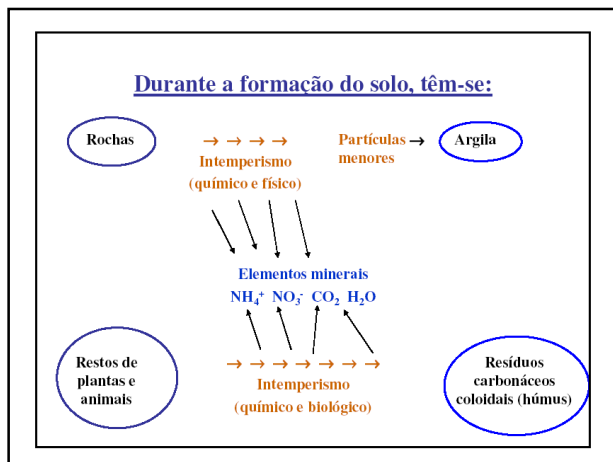 Durante a formação do solo, têm-se:
Rochas
→ → → →
Intemperismo
(químico e físico)
Partículas →
menores
Argila
Elementos minerais
NH₄⁺ NO₃⁻ CO₂ H₂O
Restos de
plantas e
animais
→ → → → → → →
Intemperismo
(químico e biológico)
Resíduos
carbonáceos
coloidais (húmus)